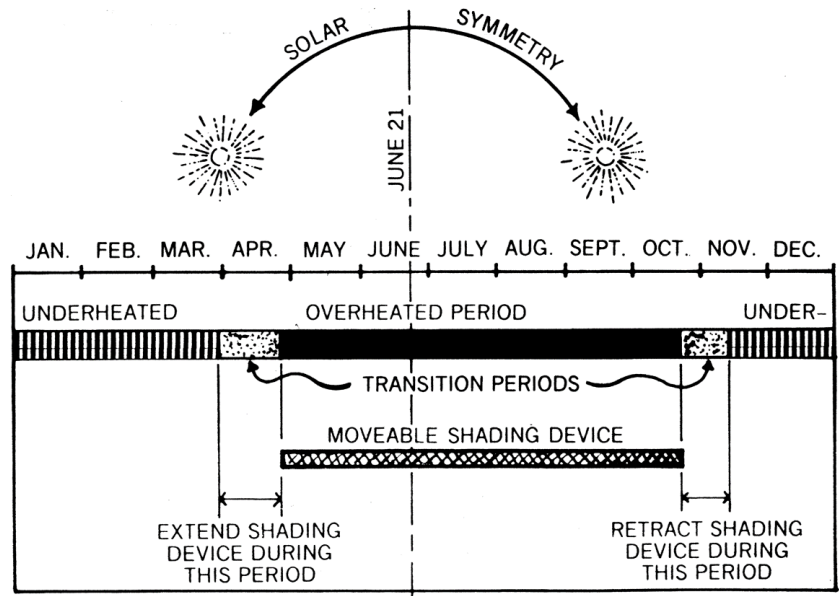 SOLAR SYMMETRY
JUNE 21
JAN. FEB. MAR. APR. MAY JUNE JULY AUG. SEPT. OCT. NOV. DEC.
UNDERHEATED OVERHEATED PERIOD UNDER–
TRANSITION PERIODS
MOVEABLE SHADING DEVICE
EXTEND SHADING
DEVICE DURING
THIS PERIOD
RETRACT SHADING
DEVICE DURING
THIS PERIOD